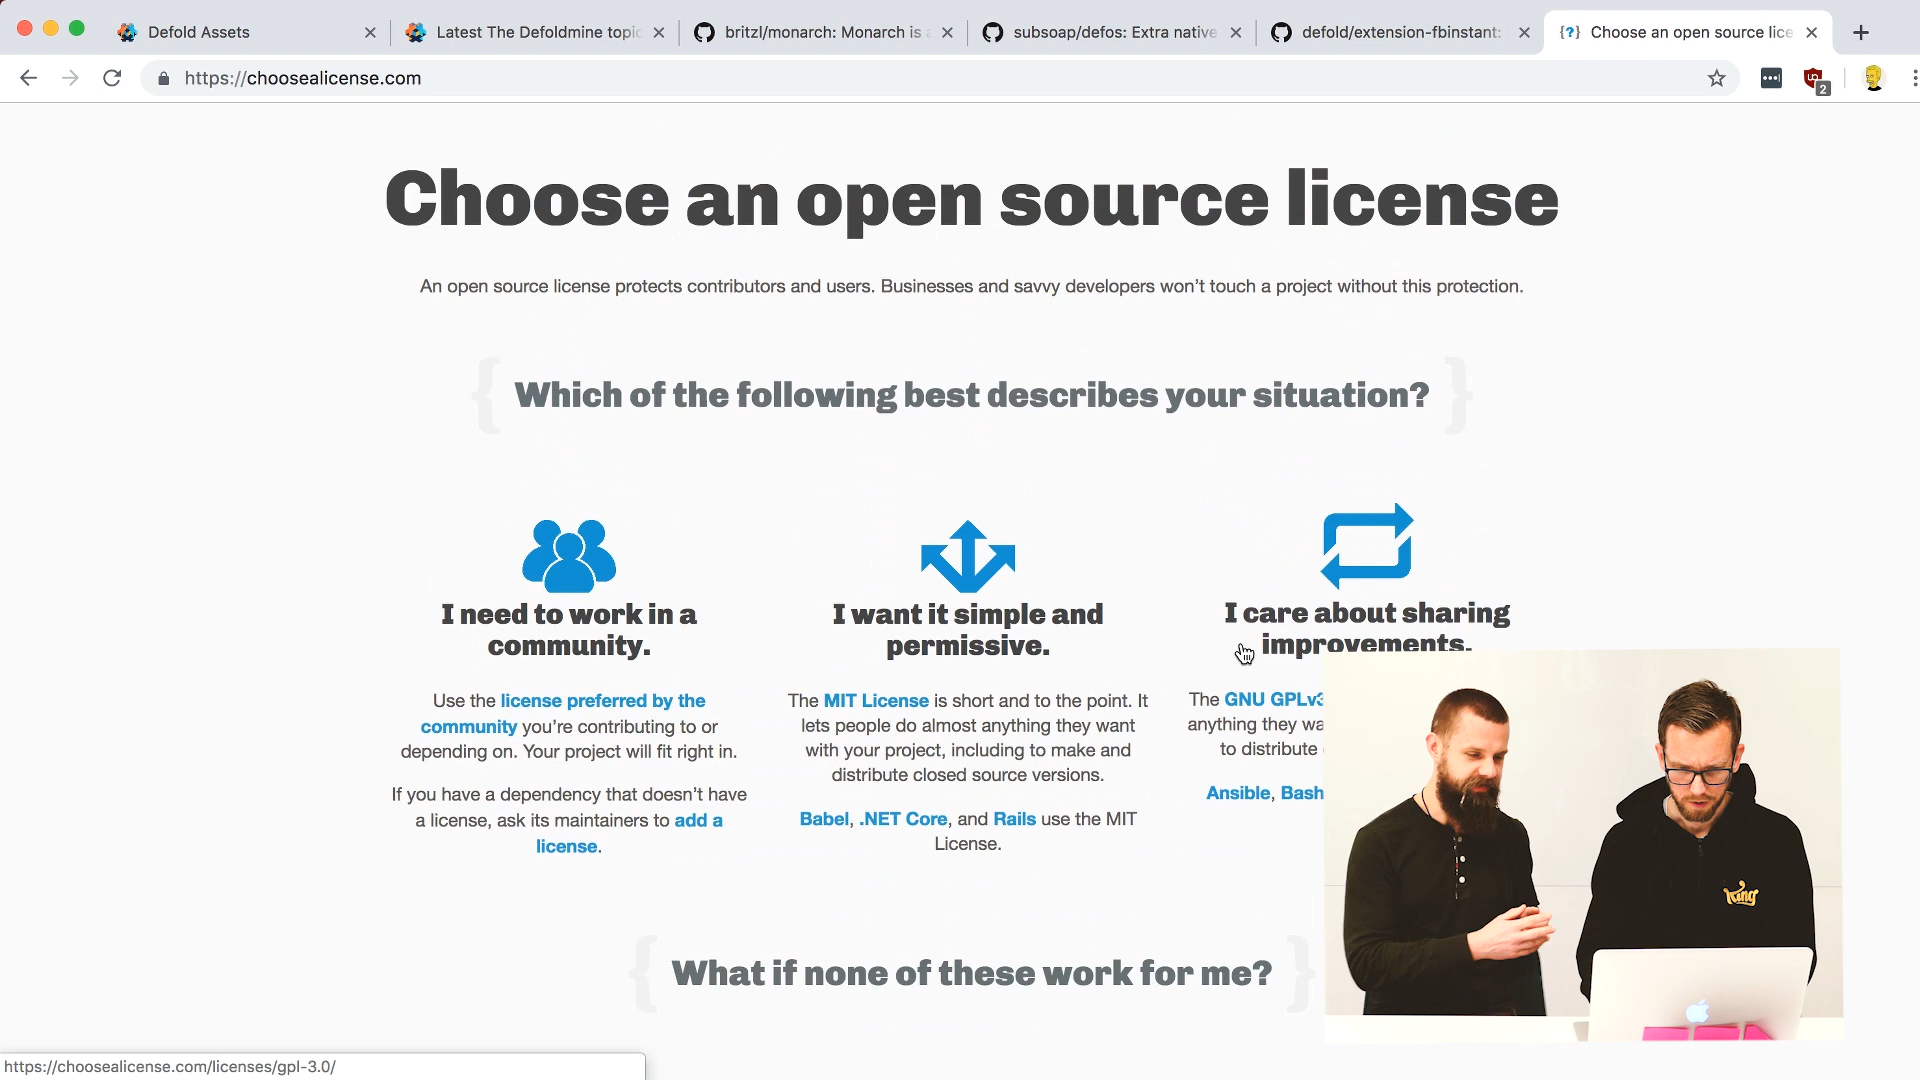 Defold Assets
Latest The Defoldmine topic
britzl/monarch: Monarch is a
subsoap/defos: Extra native
defold/extension-fbinstant:
{?} Choose an open source lice
https://choosealicense.com
2
Choose an open source license
An open source license protects contributors and users. Businesses and savvy developers won’t touch a project without this protection.
{ Which of the following best describes your situation? }
I need to work in a
community.
Use the license preferred by the
community you’re contributing to or
depending on. Your project will fit right in.
If you have a dependency that doesn’t have
a license, ask its maintainers to add a
license.
I want it simple and
permissive.
The MIT License is short and to the point. It
lets people do almost anything they want
with your project, including to make and
distribute closed source versions.
Babel, .NET Core, and Rails use the MIT
License.
I care about sharing
improvements.
The GNU GPLv3
anything they wa
to distribute
Ansible, Bash
{ What if none of these work for me? }
King
https://choosealicense.com/licenses/gpl-3.0/